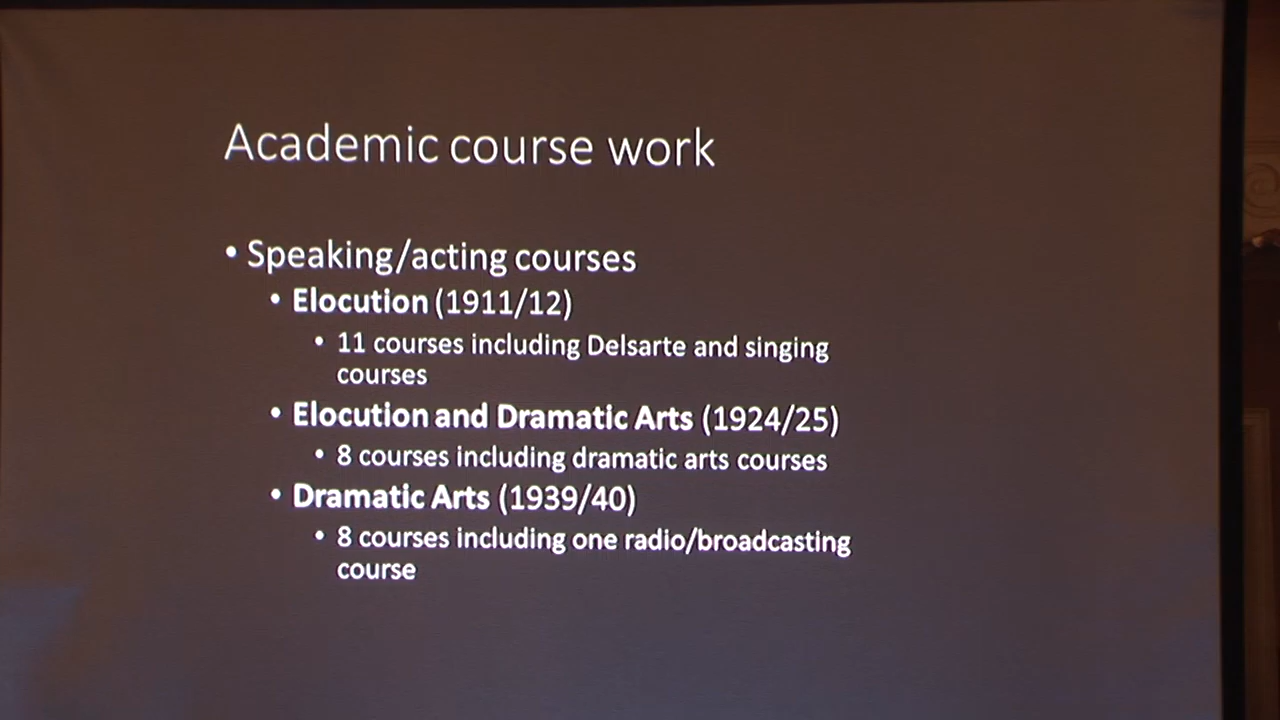 Academic course work
• Speaking/acting courses
• Elocution (1911/12)
• 11 courses including Delsarte and singing
courses
• Elocution and Dramatic Arts (1924/25)
• 8 courses including dramatic arts courses
• Dramatic Arts (1939/40)
• 8 courses including one radio/broadcasting
course